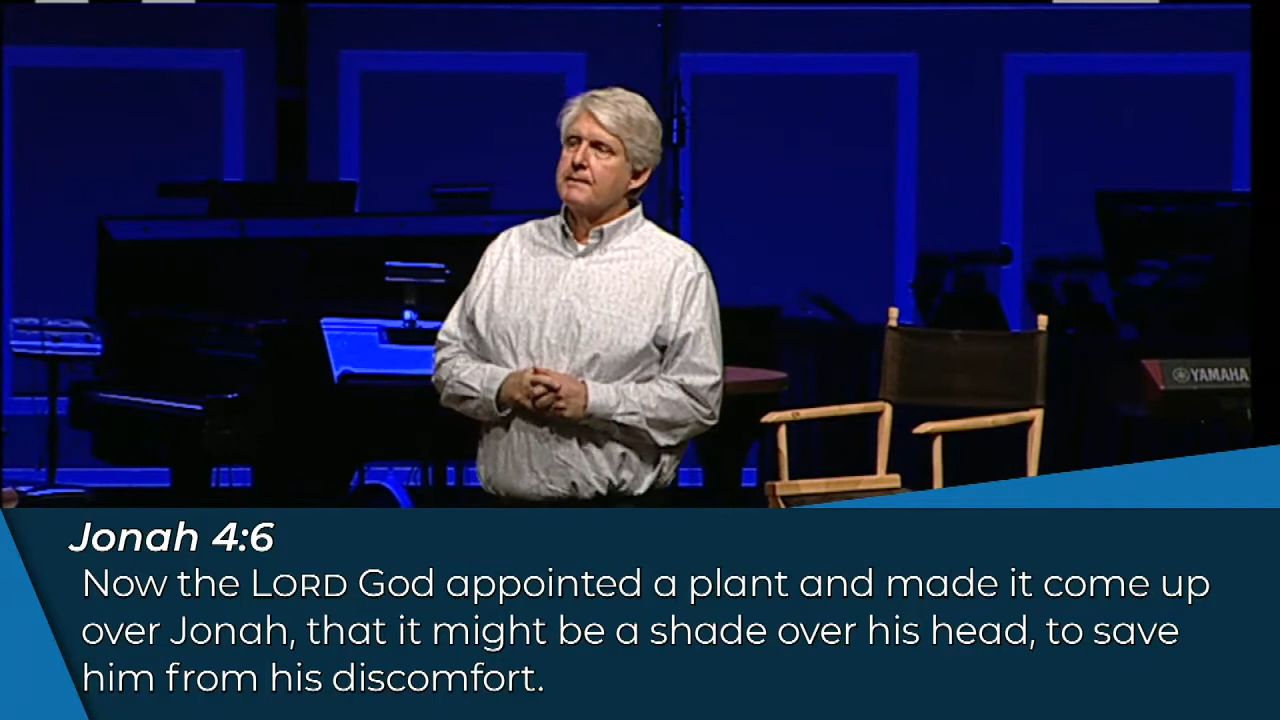 YAMAHA
Jonah 4:6
Now the LORD God appointed a plant and made it come up
over Jonah, that it might be a shade over his head, to save
him from his discomfort.